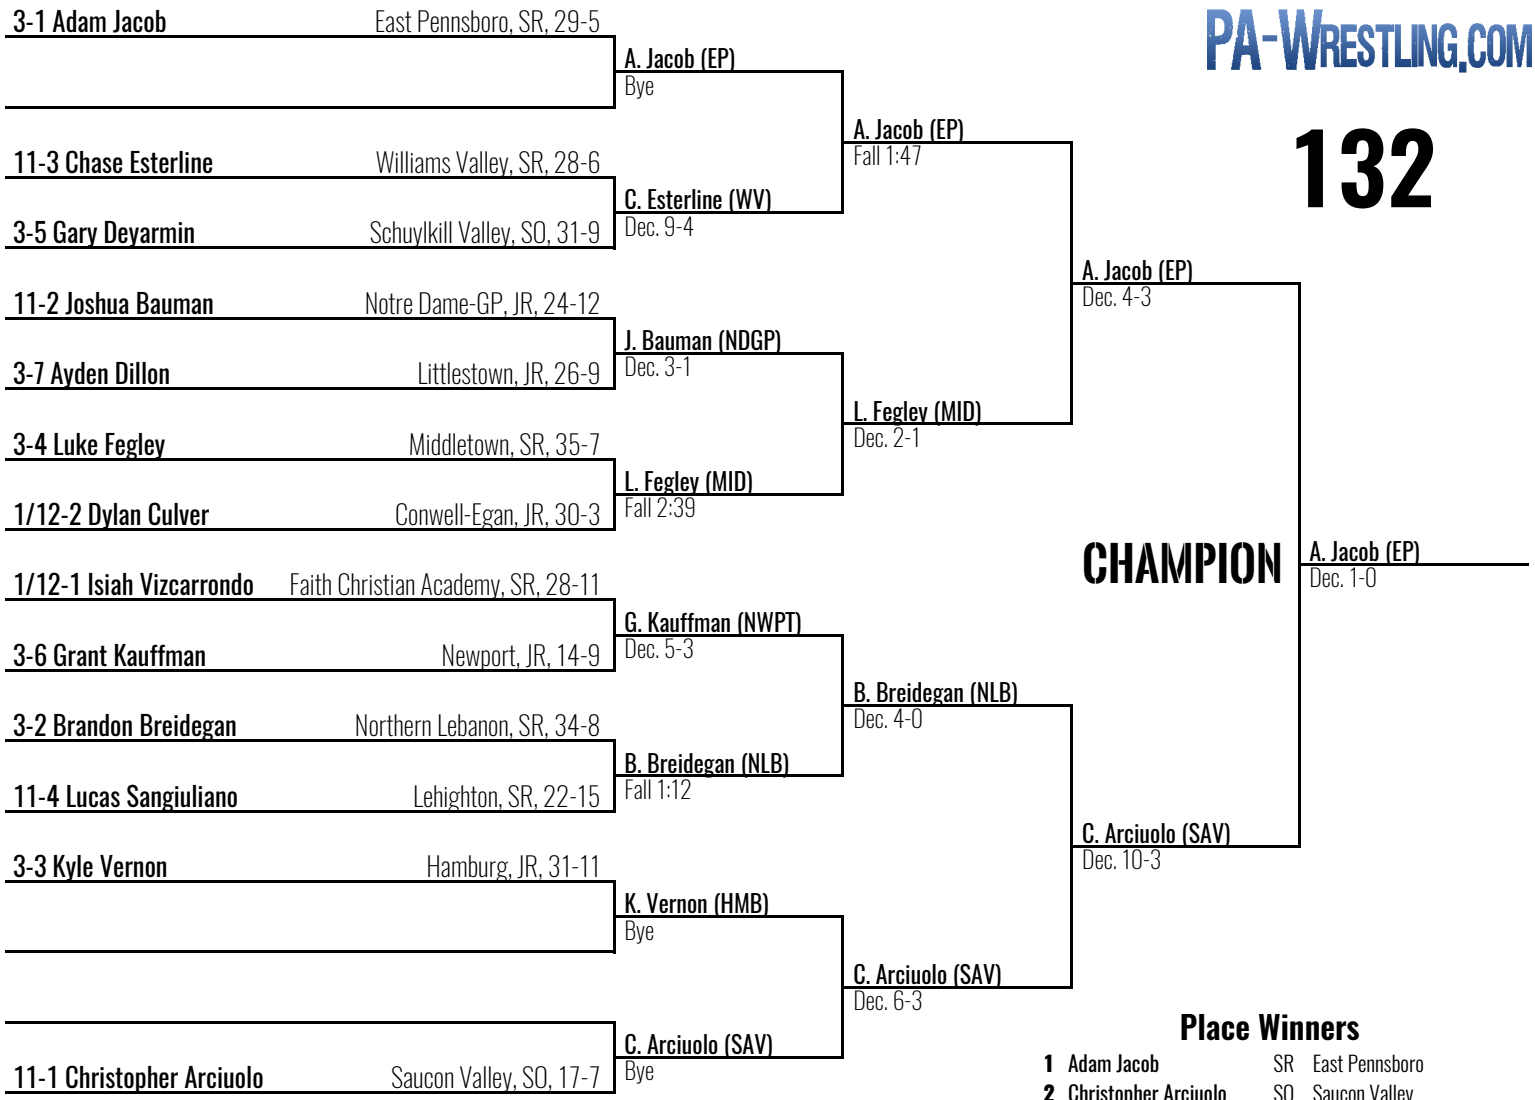 3-1 Adam Jacob East Pennsboro, SR, 29-5
PA-WRESTLING.COM
A. Jacob (EP)
Bye
132
A. Jacob (EP)
Fall 1:47
11-3 Chase Esterline Williams Valley, SR, 28-6
C. Esterline (WV)
Dec. 9-4
3-5 Gary Deyarmin Schuylkill Valley, SO, 31-9
A. Jacob (EP)
Dec. 4-3
11-2 Joshua Bauman Notre Dame-GP, JR, 24-12
J. Bauman (NDGP)
Dec. 3-1
3-7 Ayden Dillon Littlestown, JR, 26-9
L. Fegley (MID)
Dec. 2-1
3-4 Luke Fegley Middletown, SR, 35-7
L. Fegley (MID)
Fall 2:39
1/12-2 Dylan Culver Conwell-Egan, JR, 30-3
CHAMPION
A. Jacob (EP)
Dec. 1-0
1/12-1 Isiah Vizcarrondo Faith Christian Academy, SR, 28-11
G. Kauffman (NWPT)
Dec. 5-3
3-6 Grant Kauffman Newport, JR, 14-9
B. Breidegan (NLB)
Dec. 4-0
3-2 Brandon Breidegan Northern Lebanon, SR, 34-8
B. Breidegan (NLB)
Fall 1:12
11-4 Lucas Sangiuliano Lehighton, SR, 22-15
C. Arciuolo (SAV)
Dec. 10-3
3-3 Kyle Vernon Hamburg, JR, 31-11
K. Vernon (HMB)
Bye
C. Arciuolo (SAV)
Dec. 6-3
C. Arciuolo (SAV)
Bye
11-1 Christopher Arciuolo Saucon Valley, SO, 17-7
Place Winners
1 Adam Jacob SR East Pennsboro
2 Christopher Arciuolo SO Saucon Valley